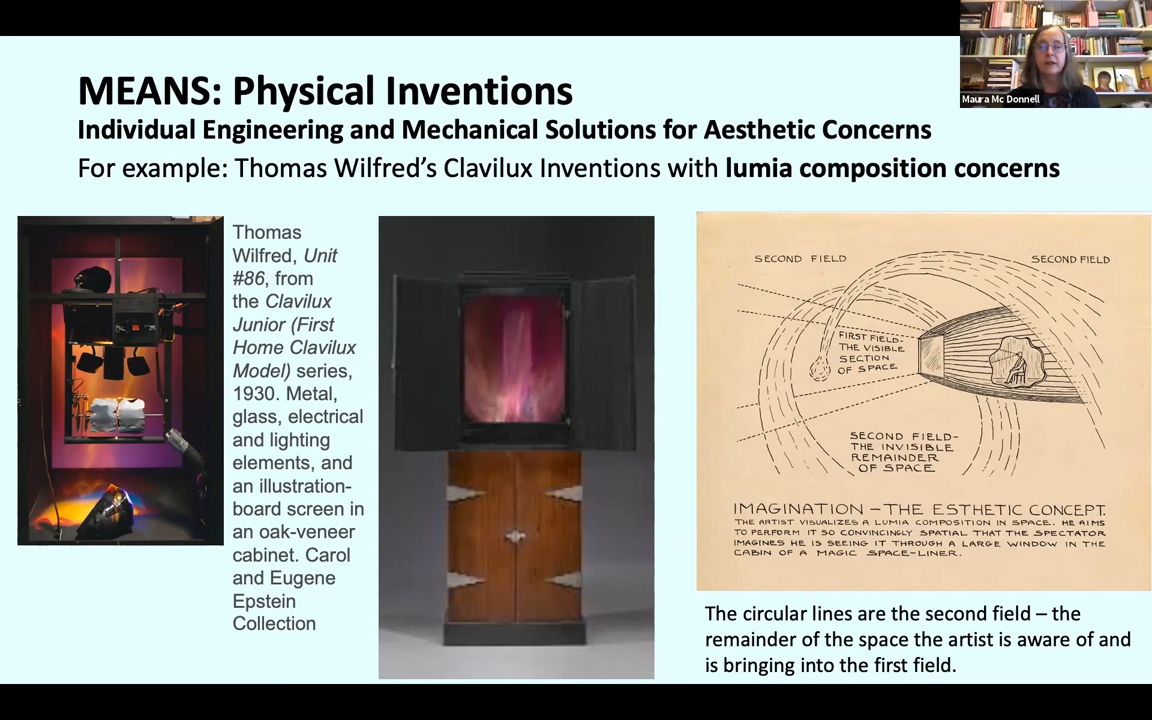 Maura Mc Donnell
MEANS: Physical Inventions
Individual Engineering and Mechanical Solutions for Aesthetic Concerns
For example: Thomas Wilfred’s Clavilux Inventions with lumia composition concerns
Thomas
Wilfred, Unit
#86, from
the Clavilux
Junior (First
Home Clavilux
Model) series,
1930. Metal,
glass, electrical
and lighting
elements, and
an illustration-
board screen in
an oak-veneer
cabinet. Carol
and Eugene
Epstein
Collection
SECOND FIELD
SECOND FIELD
FIRST FIELD-
THE VISIBLE
SECTION
OF SPACE
SECOND FIELD-
THE INVISIBLE
REMAINDER
OF SPACE
IMAGINATION – THE ESTHETIC CONCEPT.
THE ARTIST VISUALIZES A LUMIA COMPOSITION IN SPACE. HE AIMS
TO PERFORM IT SO CONVINCINGLY SPATIAL THAT THE SPECTATOR
IMAGINES HE IS SEEING IT THROUGH A LARGE WINDOW IN THE
CABIN OF A MAGIC SPACE-LINER.
The circular lines are the second field – the
remainder of the space the artist is aware of and
is bringing into the first field.